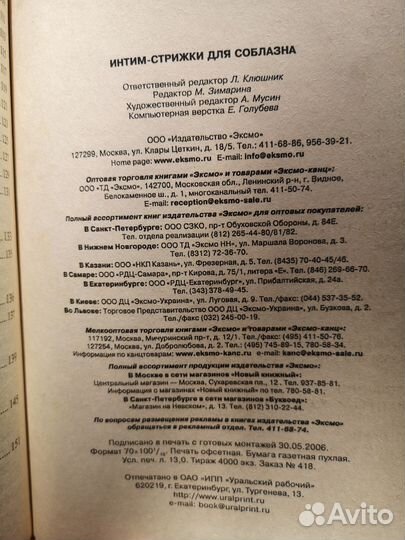 ИНТИМ-СТРИЖКИ ДЛЯ СОБЛАЗНА
Ответственный редактор Л. Клюшник
Редактор М. Зимарина
Художественный редактор А. Мусин
Компьютерная верстка Е. Голубева
ООО «Издательство «Эксмо»
127299, Москва, ул. Клары Цеткин, д. 18/5. Тел.: 411-68-86, 956-39-21.
Home page: www.eksmo.ru E-mail: info@eksmo.ru
Оптовая торговля книгами «Эксмо» и товарами «Эксмо-канц»:
ООО «ТД «Эксмо», 142700, Московская обл., Ленинский р-н, г. Видное,
Белокаменное ш., д. 1, многоканальный тел. 411-50-74.
E-mail: reception@eksmo-sale.ru
Полный ассортимент книг издательства «Эксмо» для оптовых покупателей:
В Санкт-Петербурге: ООО СЗКО, пр-т Обуховской Обороны, д. 84Е.
Тел. отдела реализации (812) 265-44-80/81/82.
В Нижнем Новгороде: ООО ТД «Эксмо НН», ул. Маршала Воронова, д. 3.
Тел. (8312) 72-36-70.
В Казани: ООО «НКП Казань», ул. Фрезерная, д. 5. Тел. (8435) 70-40-45/46.
В Самаре: ООО «РДЦ-Самара», пр-т Кирова, д. 75/1, литера «Е». Тел. (846) 269-66-70.
В Екатеринбурге: ООО «РДЦ-Екатеринбург», ул. Прибалтийская, д. 24а.
Тел. (343) 378-49-45.
В Киеве: ООО ДЦ «Эксмо-Украина», ул. Луговая, д. 9. Тел./факс: (044) 537-35-52.
Во Львове: Торговое Представительство ООО ДЦ «Эксмо-Украина», ул. Бузкова, д. 2.
Тел./факс (032) 245-00-19.
Мелкооптовая торговля книгами «Эксмо» и товарами «Эксмо-канц»:
117192, Москва, Мичуринский пр-т, д. 12/1. Тел./факс: (495) 411-50-76.
127254, Москва, ул. Добролюбова, д. 2. Тел.: (495) 745-89-15, 780-58-34.
Информация по канцтоварам: www.eksmo-kanc.ru e-mail: kanc@eksmo-sale.ru
Полный ассортимент продукции издательства «Эксмо»:
В Москве в сети магазинов «Новый книжный»:
Центральный магазин — Москва, Сухаревская пл., 12. Тел. 937-85-81.
Информация о магазинах «Новый книжный» по тел. 780-58-81.
В Санкт-Петербурге в сети магазинов «Буквоед»:
«Магазин на Невском», д. 13. Тел. (812) 310-22-44.
По вопросам размещения рекламы в книгах издательства «Эксмо»
обращаться в рекламный отдел. Тел. 411-68-74.
Подписано в печать с готовых монтажей 30.05.2006.
Формат 70×100 1/16. Печать офсетная. Бумага газетная пухлая.
Усл. печ. л. 13,0. Тираж 4000 экз. Заказ № 418.
Отпечатано в ОАО «ИПП «Уральский рабочий»
620219, г. Екатеринбург, ул. Тургенева, 13.
http://www.uralprint.ru
e-mail: book@uralprint.ru
Avito